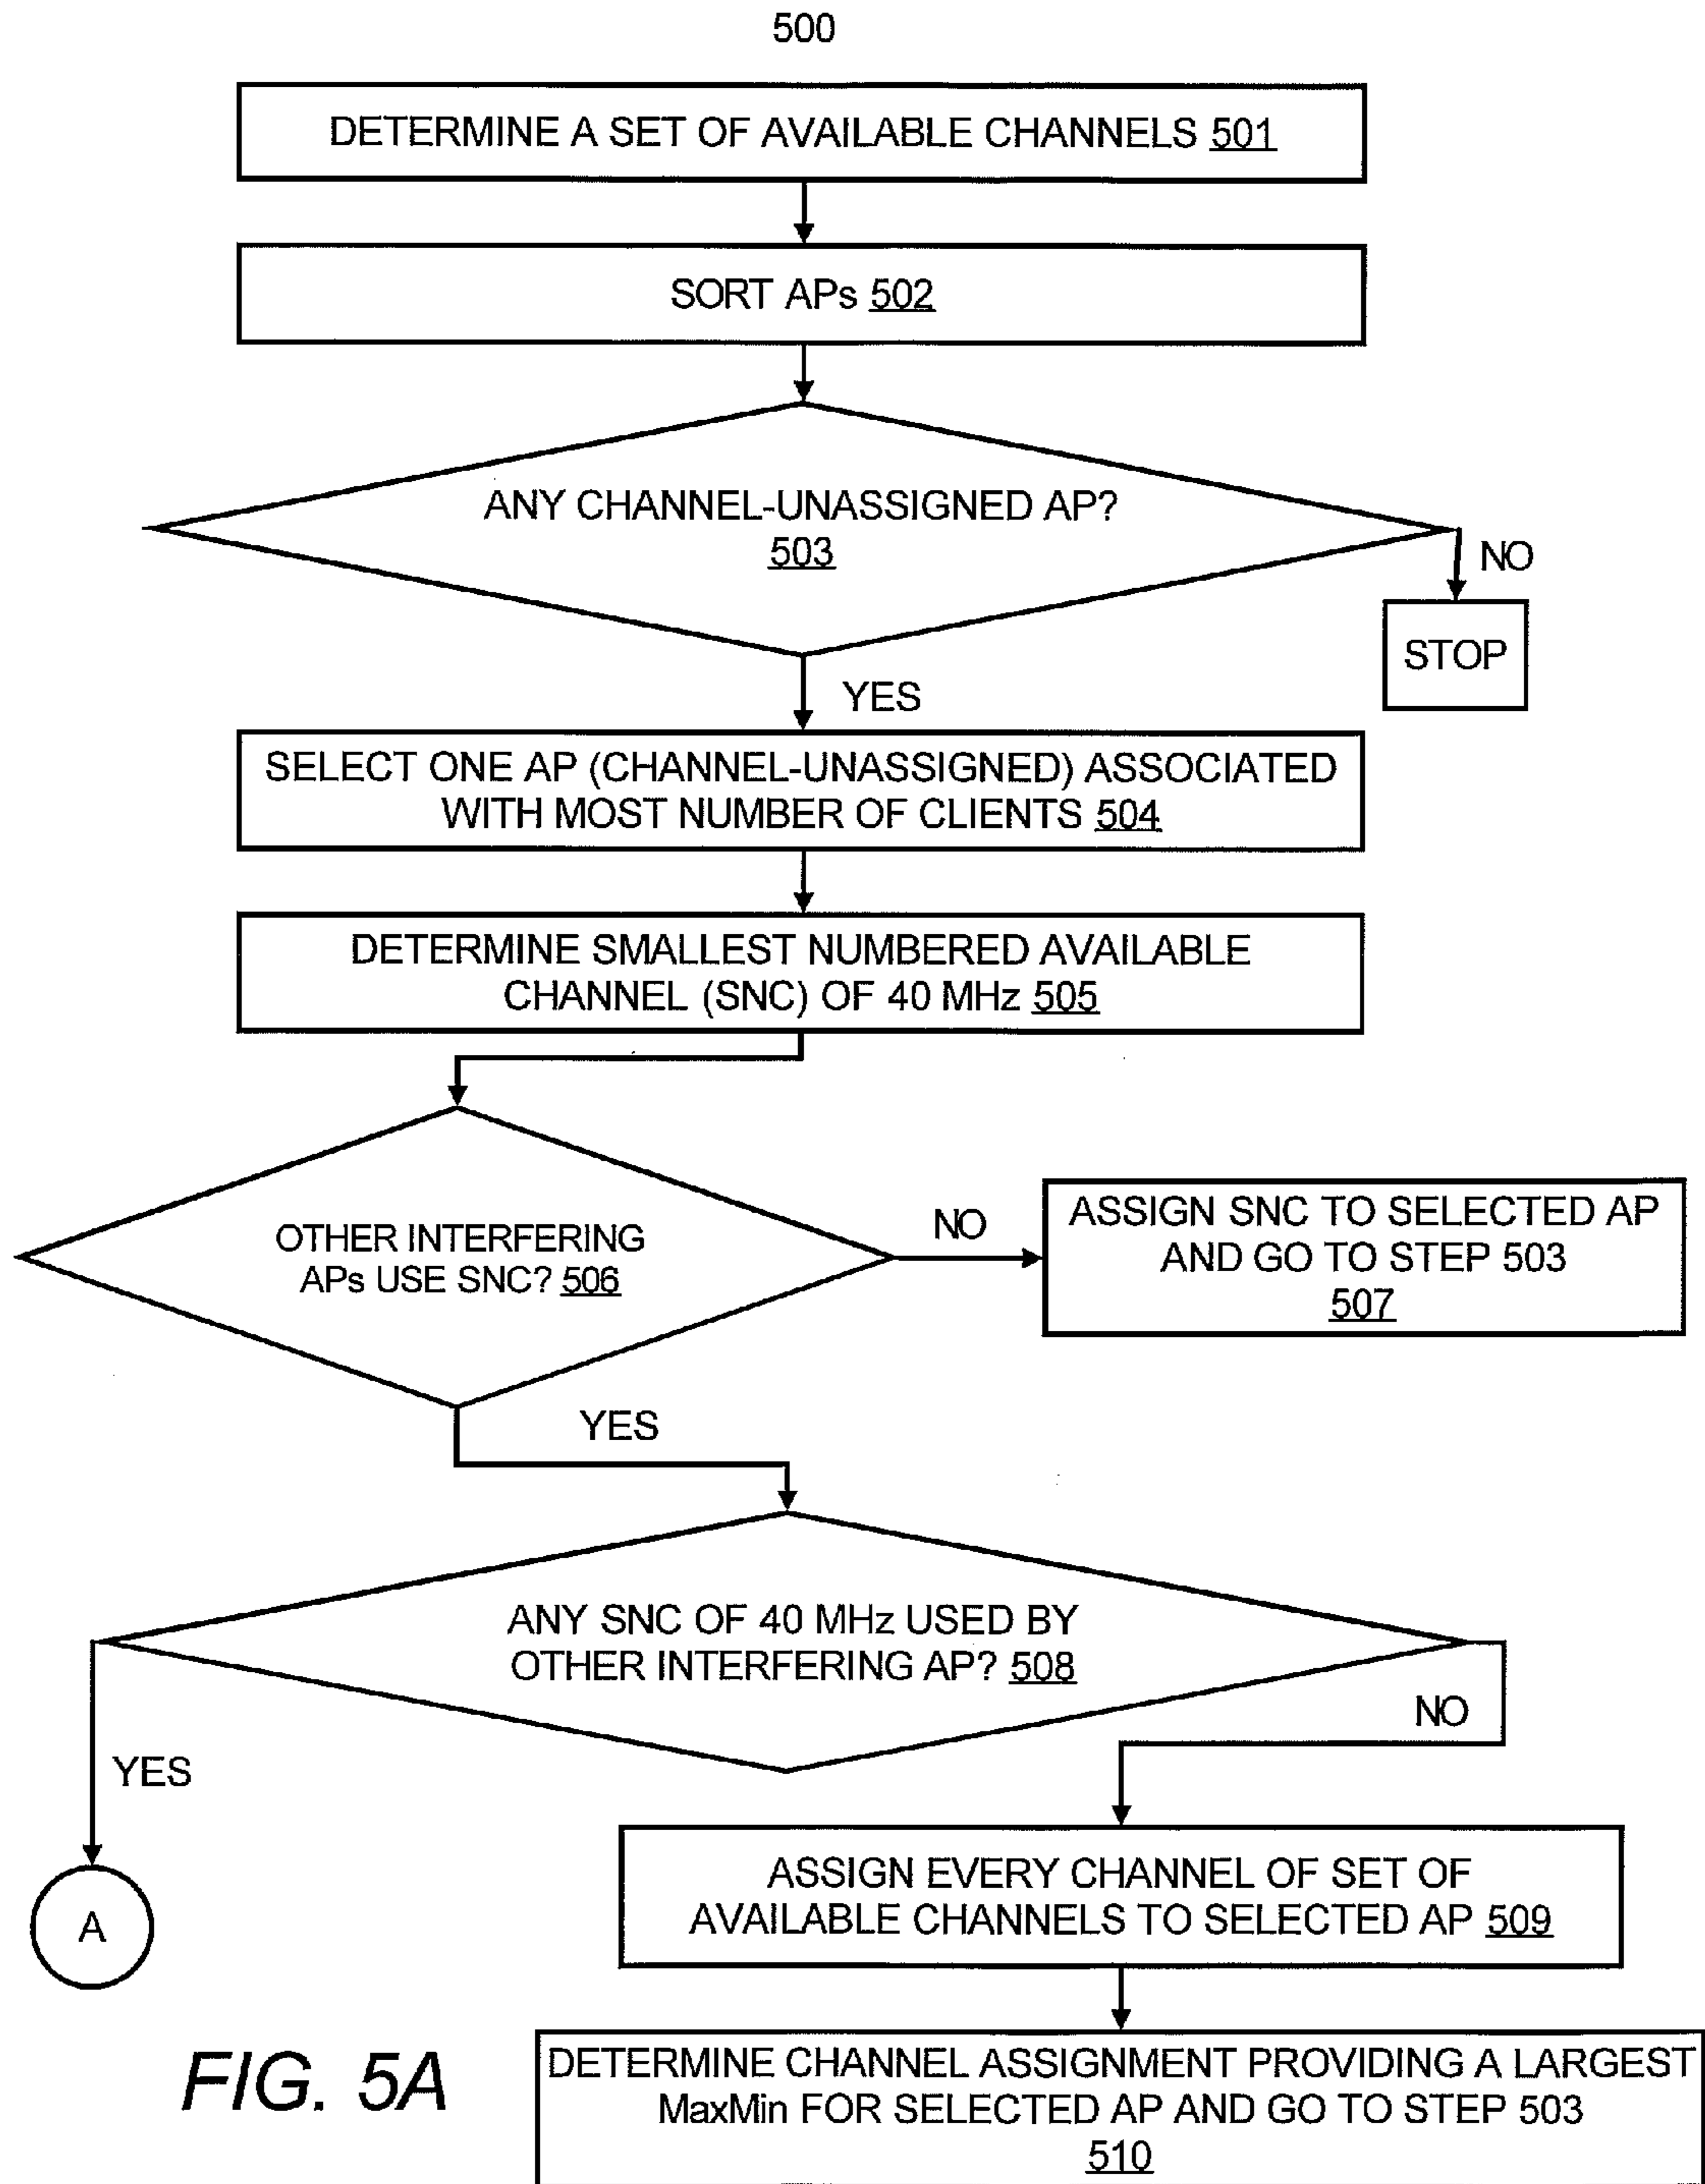 500
DETERMINE A SET OF AVAILABLE CHANNELS 501
SORT APs 502
ANY CHANNEL-UNASSIGNED AP?
503
NO
STOP
YES
SELECT ONE AP (CHANNEL-UNASSIGNED) ASSOCIATED
WITH MOST NUMBER OF CLIENTS 504
DETERMINE SMALLEST NUMBERED AVAILABLE
CHANNEL (SNC) OF 40 MHz 505
OTHER INTERFERING
APs USE SNC? 506
NO
ASSIGN SNC TO SELECTED AP
AND GO TO STEP 503
507
YES
ANY SNC OF 40 MHz USED BY
OTHER INTERFERING AP? 508
NO
YES
A
ASSIGN EVERY CHANNEL OF SET OF
AVAILABLE CHANNELS TO SELECTED AP 509
DETERMINE CHANNEL ASSIGNMENT PROVIDING A LARGEST
MaxMin FOR SELECTED AP AND GO TO STEP 503
510
FIG. 5A